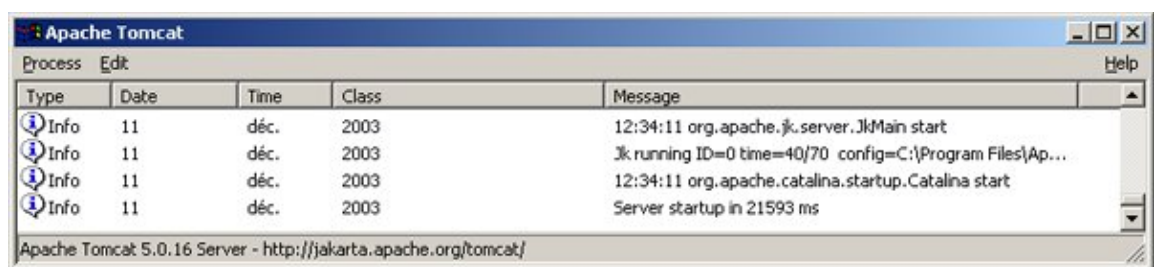 Apache Tomcat
Process Edit Help
Type Date Time Class Message
Info 11 déc. 2003 12:34:11 org.apache.jk.server.JkMain start
Info 11 déc. 2003 Jk running ID=0 time=40/70 config=C:\Program Files\Ap...
Info 11 déc. 2003 12:34:11 org.apache.catalina.startup.Catalina start
Info 11 déc. 2003 Server startup in 21593 ms
Apache Tomcat 5.0.16 Server - http://jakarta.apache.org/tomcat/